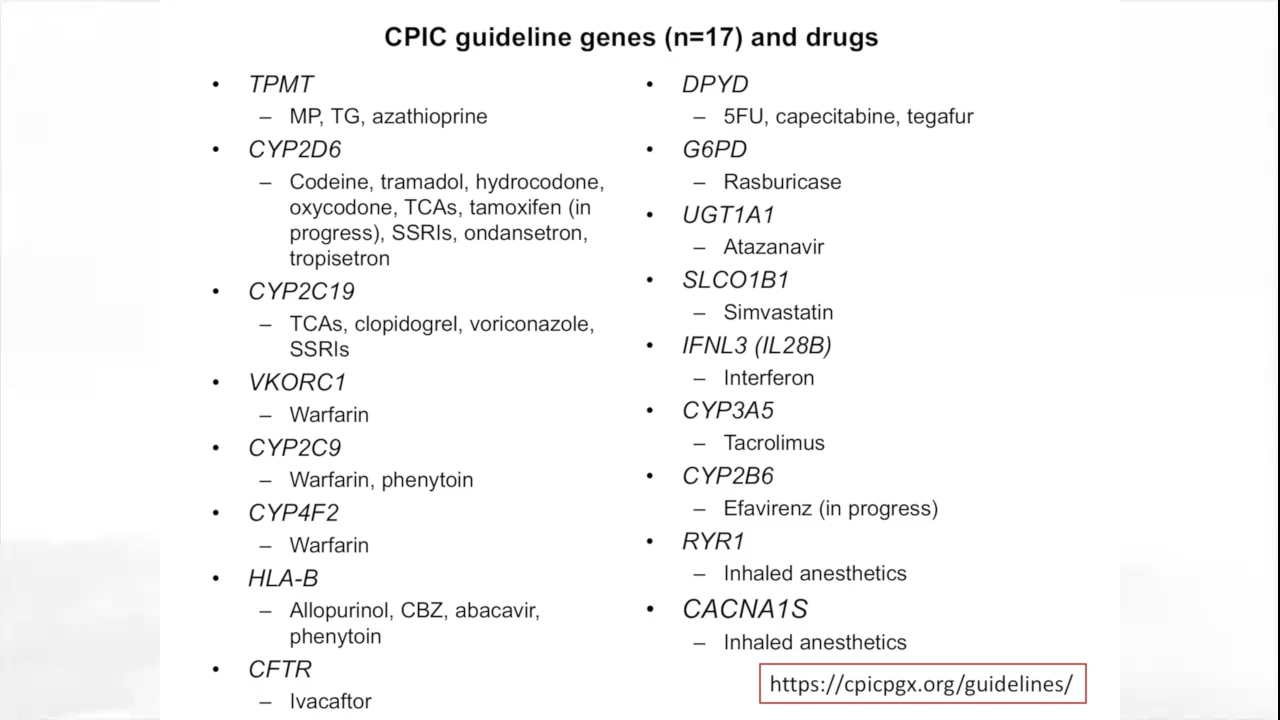 CPIC guideline genes (n=17) and drugs
• TPMT
– MP, TG, azathioprine
• CYP2D6
– Codeine, tramadol, hydrocodone,
oxycodone, TCAs, tamoxifen (in
progress), SSRIs, ondansetron,
tropisetron
• CYP2C19
– TCAs, clopidogrel, voriconazole,
SSRIs
• VKORC1
– Warfarin
• CYP2C9
– Warfarin, phenytoin
• CYP4F2
– Warfarin
• HLA-B
– Allopurinol, CBZ, abacavir,
phenytoin
• CFTR
– Ivacaftor
• DPYD
– 5FU, capecitabine, tegafur
• G6PD
– Rasburicase
• UGT1A1
– Atazanavir
• SLCO1B1
– Simvastatin
• IFNL3 (IL28B)
– Interferon
• CYP3A5
– Tacrolimus
• CYP2B6
– Efavirenz (in progress)
• RYR1
– Inhaled anesthetics
• CACNA1S
– Inhaled anesthetics
https://cpicpgx.org/guidelines/